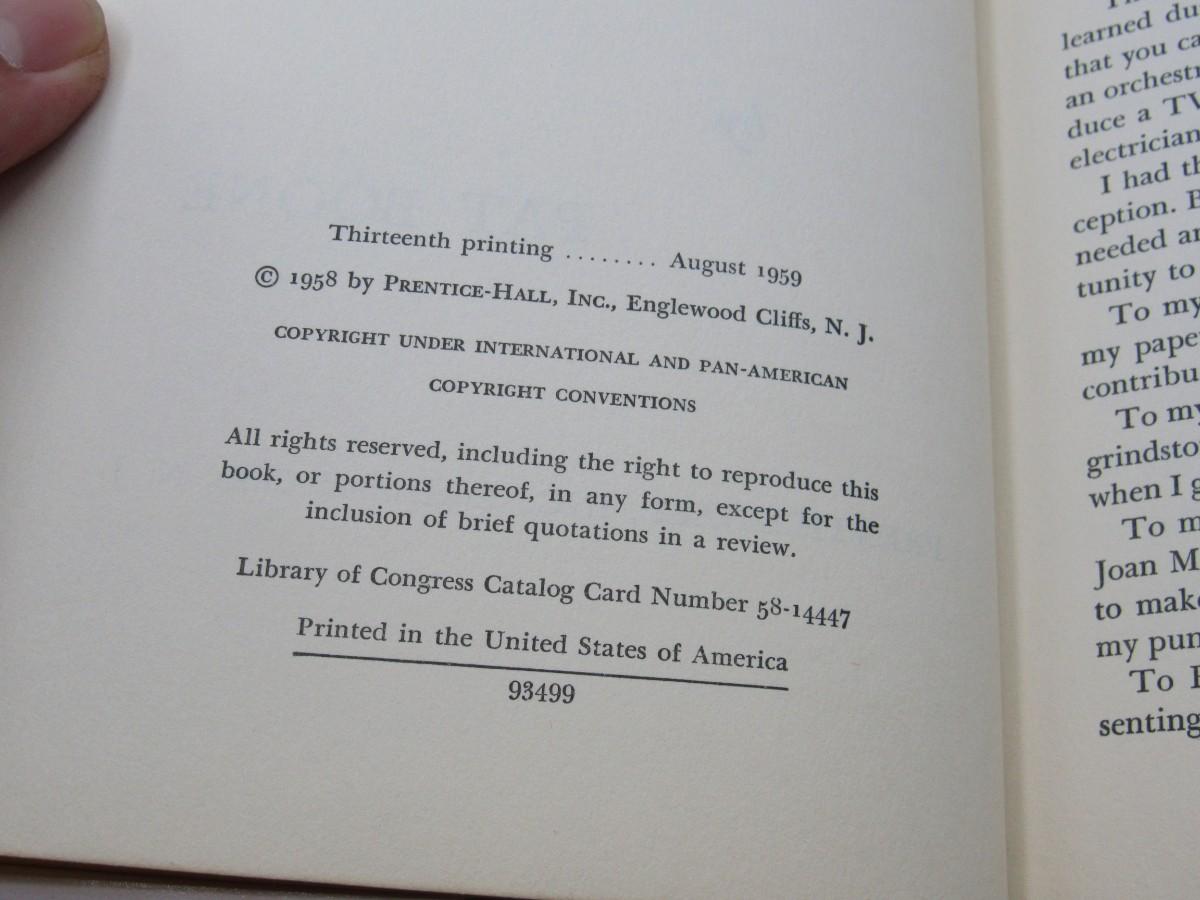 Thirteenth printing ........ August 1959
© 1958 by PRENTICE-HALL, INC., Englewood Cliffs, N. J.
COPYRIGHT UNDER INTERNATIONAL AND PAN-AMERICAN
COPYRIGHT CONVENTIONS
All rights reserved, including the right to reproduce this
book, or portions thereof, in any form, except for the
inclusion of brief quotations in a review.
Library of Congress Catalog Card Number 58-14447
Printed in the United States of America
93499
learned du
that you ca
an orchestr
duce a TV
electrician
I had th
ception. B
needed an
tunity to
To my
my pape
contribu
To my
grindsto
when I g
To m
Joan M
to make
my pun
To
senting